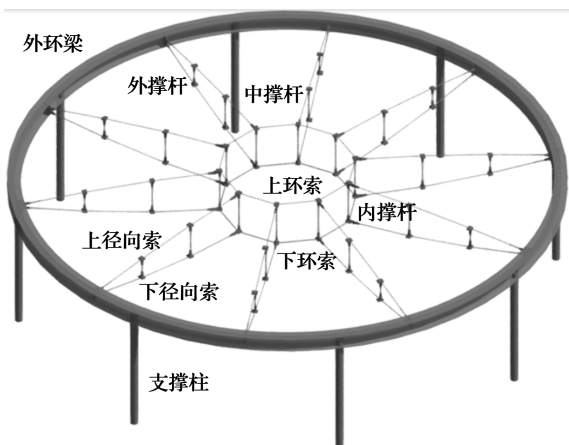 外环梁
外撑杆
中撑杆
上环索
内撑杆
上径向索
下环索
下径向索
支撑柱